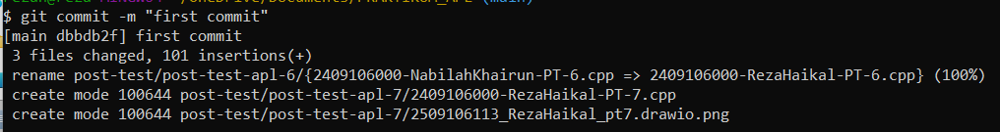 $ git commit -m "first commit"
[main dbbdb2f] first commit
 3 files changed, 101 insertions(+)
 rename post-test/post-test-apl-6/{2409106000-NabilahKhairun-PT-6.cpp => 2409106000-RezaHaikal-PT-6.cpp} (100%)
 create mode 100644 post-test/post-test-apl-7/2409106000-RezaHaikal-PT-7.cpp
 create mode 100644 post-test/post-test-apl-7/2509106113_RezaHaikal_pt7.drawio.png